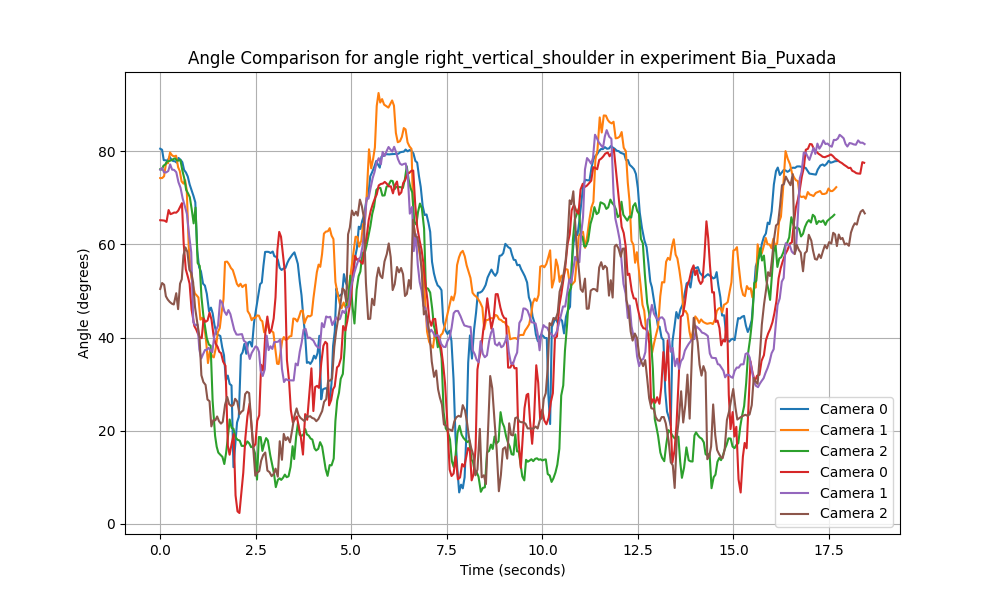 Angle Comparison for angle right_vertical_shoulder in experiment Bia_Puxada
Angle (degrees)
80
60
40
20
0
0.0 2.5 5.0 7.5 10.0 12.5 15.0 17.5
Time (seconds)
Camera 0
Camera 1
Camera 2
Camera 0
Camera 1
Camera 2